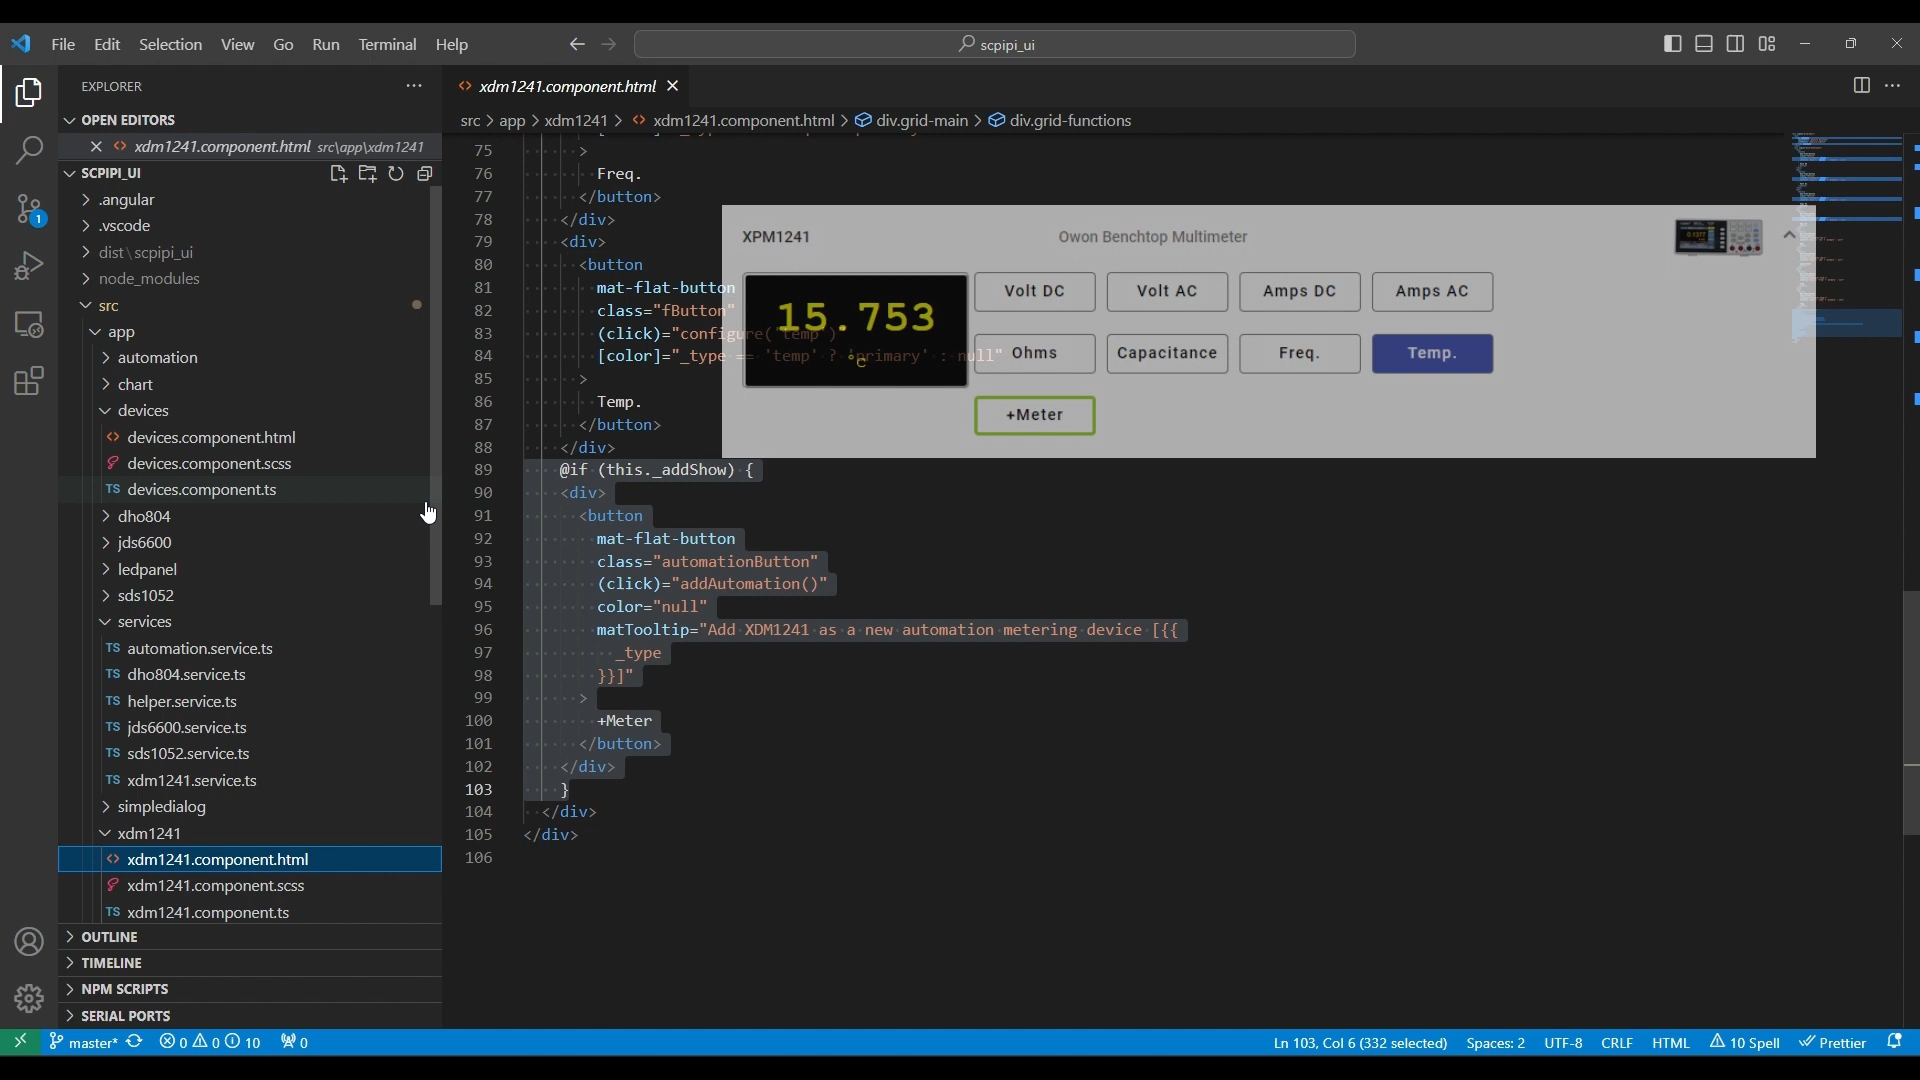 File Edit Selection View Go Run Terminal Help
scpipi_ui
EXPLORER
OPEN EDITORS
xdm1241.component.html src\app\xdm1241
SCPIPI_UI
.angular
.vscode
dist\scpipi_ui
node_modules
src
app
automation
chart
devices
devices.component.html
devices.component.scss
TS devices.component.ts
dho804
jds6600
ledpanel
sds1052
services
TS automation.service.ts
TS dho804.service.ts
TS helper.service.ts
TS jds6600.service.ts
TS sds1052.service.ts
TS xdm1241.service.ts
simpledialog
xdm1241
xdm1241.component.html
xdm1241.component.scss
TS xdm1241.component.ts
OUTLINE
TIMELINE
NPM SCRIPTS
SERIAL PORTS
xdm1241.component.html
src > app > xdm1241 > xdm1241.component.html > div.grid-main > div.grid-functions
75 >
76 Freq.
77 </button>
78 </div>
79 <div>
80 <button
81 mat-flat-button
82 class="fButton"
83 (click)="configure('temp')"
84 [color]="_type == 'temp' ? 'primary' : null"
85 >
86 Temp.
87 </button>
88 </div>
89 @if (this._addShow) {
90 <div>
91 <button
92 mat-flat-button
93 class="automationButton"
94 (click)="addAutomation()"
95 color="null"
96 matTooltip="Add XDM1241 as a new automation metering device [{{
97 _type
98 }}]"
99 >
100 +Meter
101 </button>
102 </div>
103 }
104 </div>
105 </div>
106
XPM1241
Owon Benchtop Multimeter
15.753
°C
Volt DC Volt AC Amps DC Amps AC
Ohms Capacitance Freq. Temp.
+Meter
1
master* 0 0 10 0
Ln 103, Col 6 (332 selected) Spaces: 2 UTF-8 CRLF HTML 10 Spell Prettier